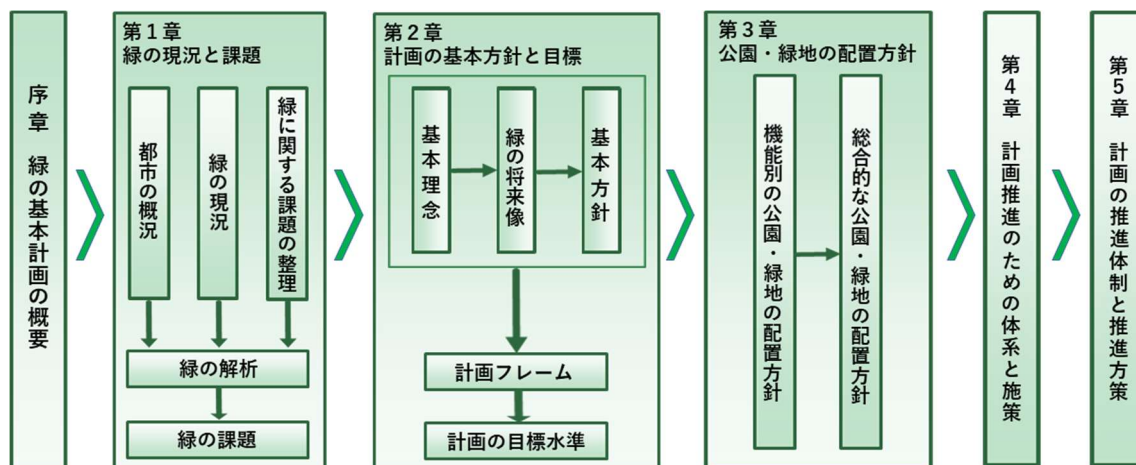 序章　緑の基本計画の概要
第1章
緑の現況と課題
都市の概況
緑の現況
緑に関する課題の整理
緑の解析
緑の課題
第2章
計画の基本方針と目標
基本理念
緑の将来像
基本方針
計画フレーム
計画の目標水準
第3章
公園・緑地の配置方針
機能別の公園・緑地の配置方針
総合的な公園・緑地の配置方針
第4章　計画推進のための体系と施策
第5章　計画の推進体制と推進方策